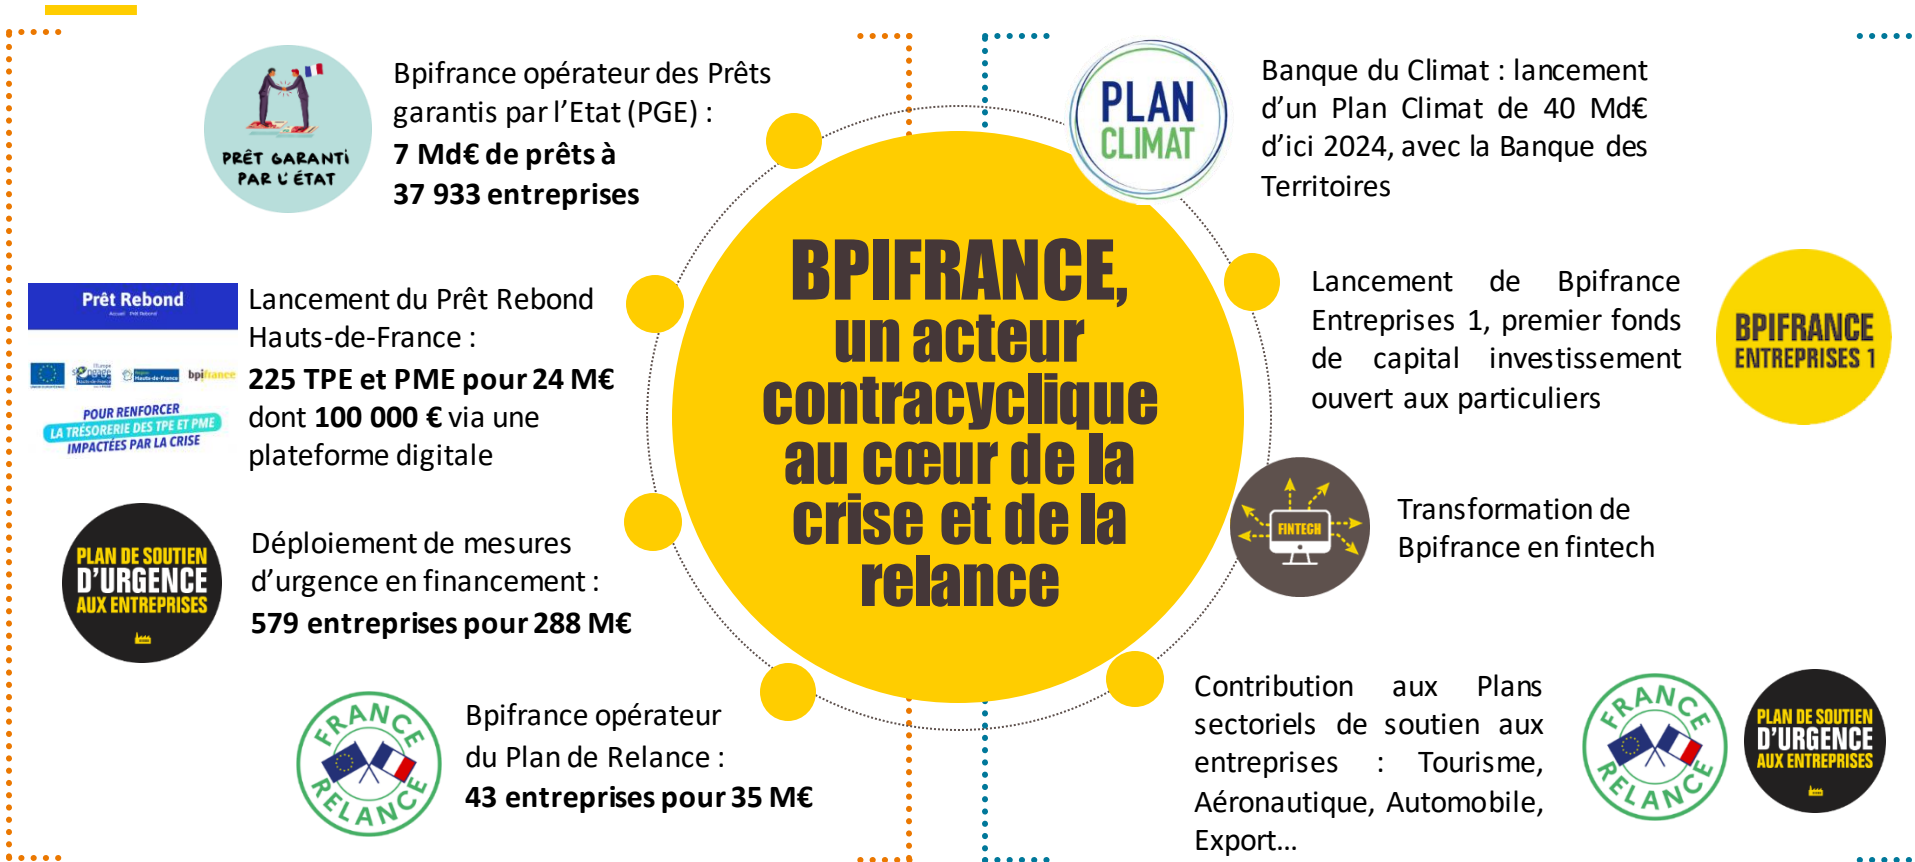 PRÊT GARANTI
PAR L'ÉTAT
Bpifrance opérateur des Prêts
garantis par l’Etat (PGE) :
7 Md€ de prêts à
37 933 entreprises
Prêt Rebond
Accueil Prêt Rebond
Hauts-de-France
bpifrance
POUR RENFORCER
LA TRÉSORERIE DES TPE ET PME
IMPACTÉES PAR LA CRISE
Lancement du Prêt Rebond
Hauts-de-France :
225 TPE et PME pour 24 M€
dont 100 000 € via une
plateforme digitale
PLAN DE SOUTIEN
D'URGENCE
AUX ENTREPRISES
Déploiement de mesures
d’urgence en financement :
579 entreprises pour 288 M€
FRANCE
RELANCE
Bpifrance opérateur
du Plan de Relance :
43 entreprises pour 35 M€
BPIFRANCE,
un acteur
contracyclique
au cœur de la
crise et de la
relance
PLAN
CLIMAT
Banque du Climat : lancement
d’un Plan Climat de 40 Md€
d’ici 2024, avec la Banque des
Territoires
Lancement de Bpifrance
Entreprises 1, premier fonds
de capital investissement
ouvert aux particuliers
BPIFRANCE
ENTREPRISES 1
FINTECH
Transformation de
Bpifrance en fintech
Contribution aux Plans
sectoriels de soutien aux
entreprises : Tourisme,
Aéronautique, Automobile,
Export...
FRANCE
RELANCE
PLAN DE SOUTIEN
D'URGENCE
AUX ENTREPRISES